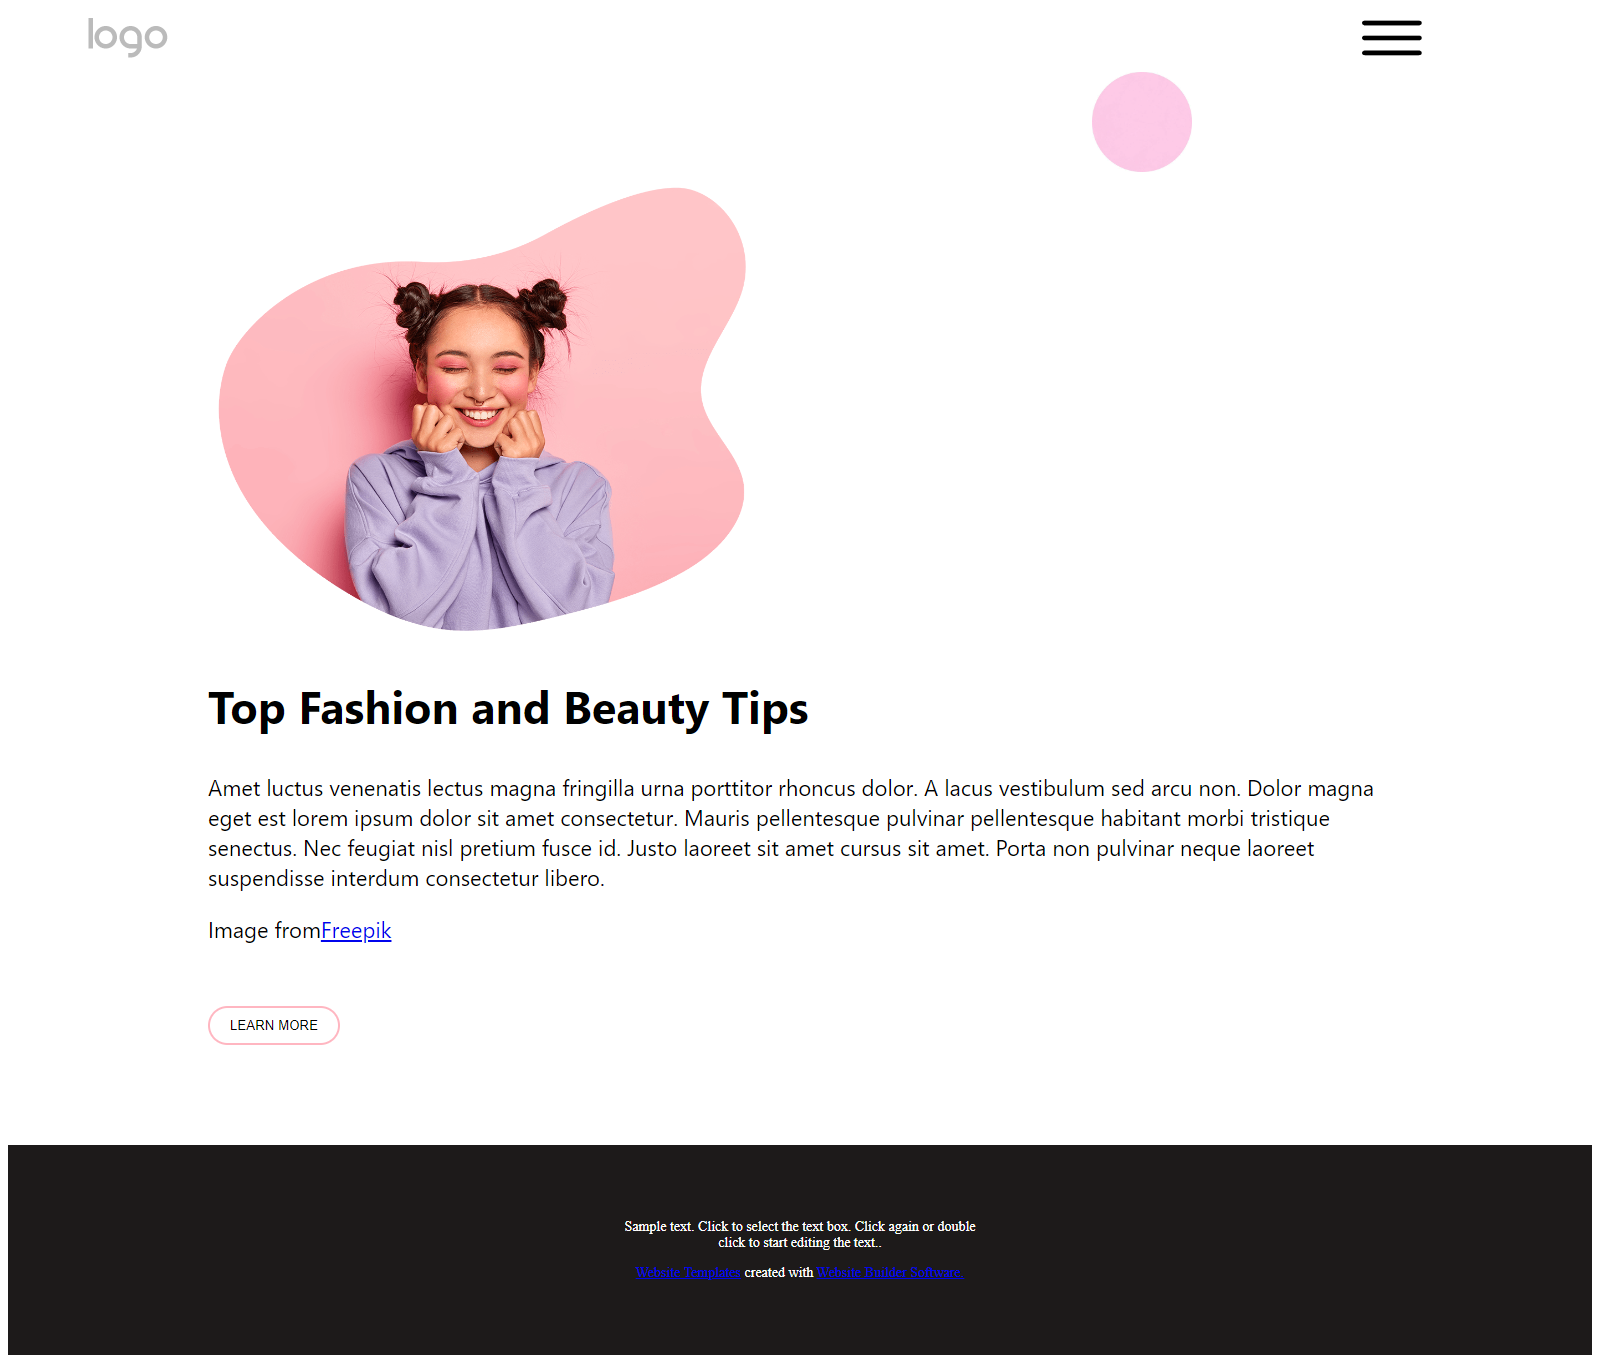 logo
Top Fashion and Beauty Tips
Amet luctus venenatis lectus magna fringilla urna porttitor rhoncus dolor. A lacus vestibulum sed arcu non. Dolor magna
eget est lorem ipsum dolor sit amet consectetur. Mauris pellentesque pulvinar pellentesque habitant morbi tristique
senectus. Nec feugiat nisl pretium fusce id. Justo laoreet sit amet cursus sit amet. Porta non pulvinar neque laoreet
suspendisse interdum consectetur libero.
Image fromFreepik
LEARN MORE
Sample text. Click to select the text box. Click again or double
click to start editing the text..
Website Templates created with Website Builder Software.